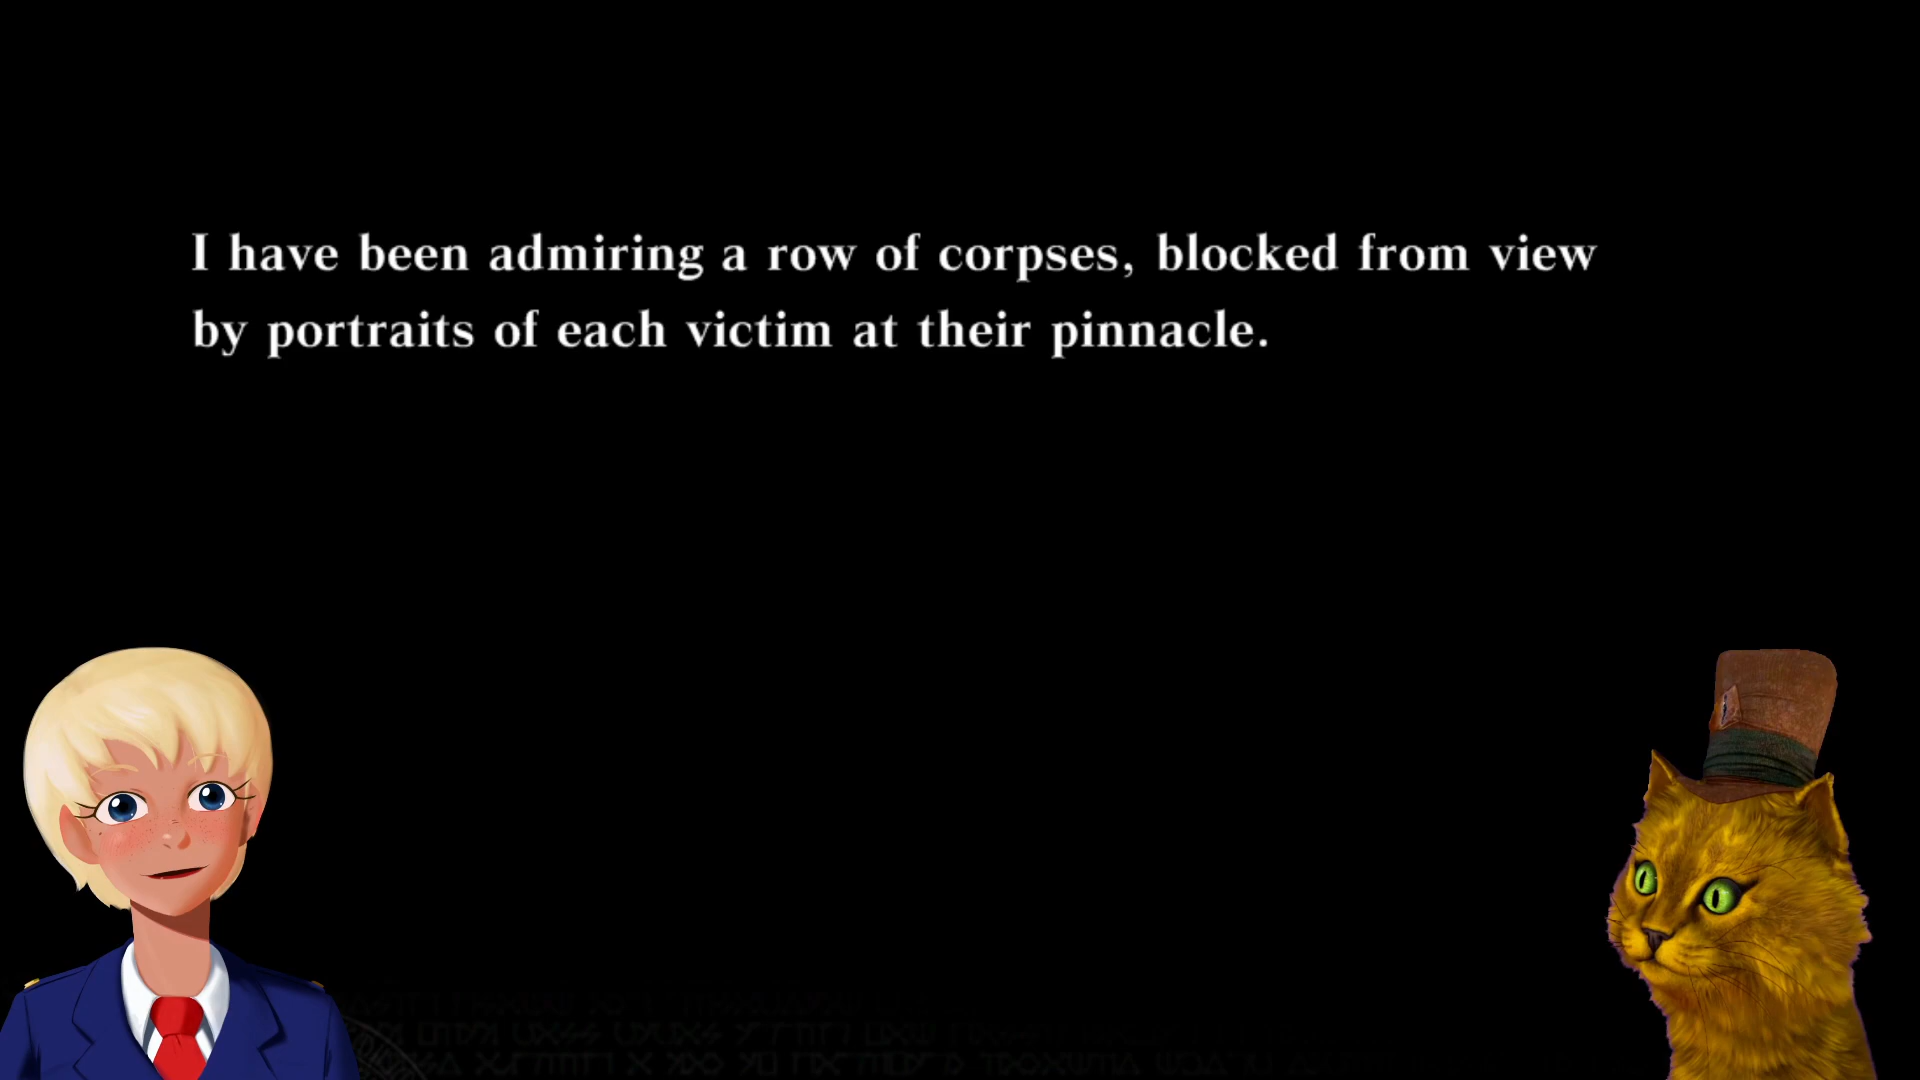 I have been admiring a row of corpses, blocked from view
by portraits of each victim at their pinnacle.